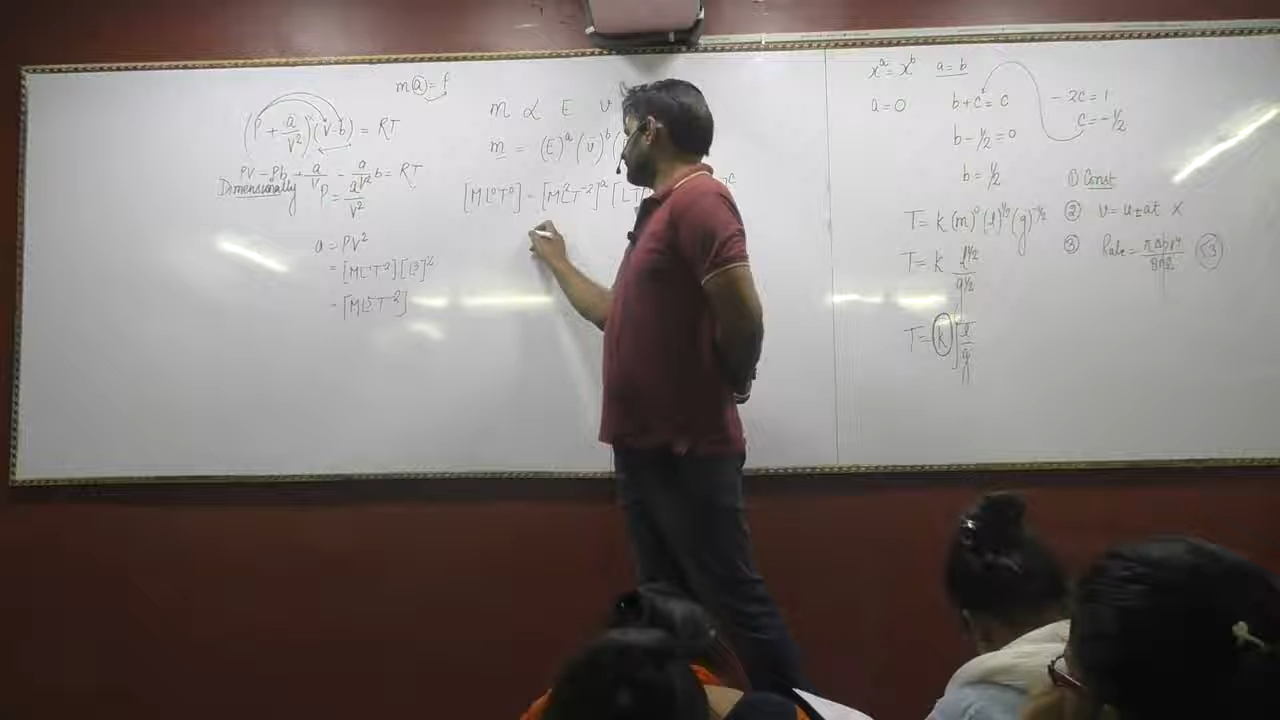 m(a) = f
(P + a/V²)(V-b) = RT
PV - Pb + a/V - a/V² b = RT
Dimensionally P = a/V²
a = PV²
= [ML⁻¹T⁻²][L³]²
= [ML⁵T⁻²]
m α E V
m = (E)ᵃ (v)ᵇ (
[ML⁰T⁰] = [ML²T⁻²]ᵃ [LT
xᵃ = xᵇ a = b
a = 0 b + c = 0 - 2c = 1
c = -1/2
b - 1/2 = 0
b = 1/2
T = k (m)⁰ (l)^1/2 (g)^-1/2
T = k l^1/2 / g^1/2
T = k √l/g
① Const
② v = u ± at X
③ Rate = πΔpr⁴/8ηl